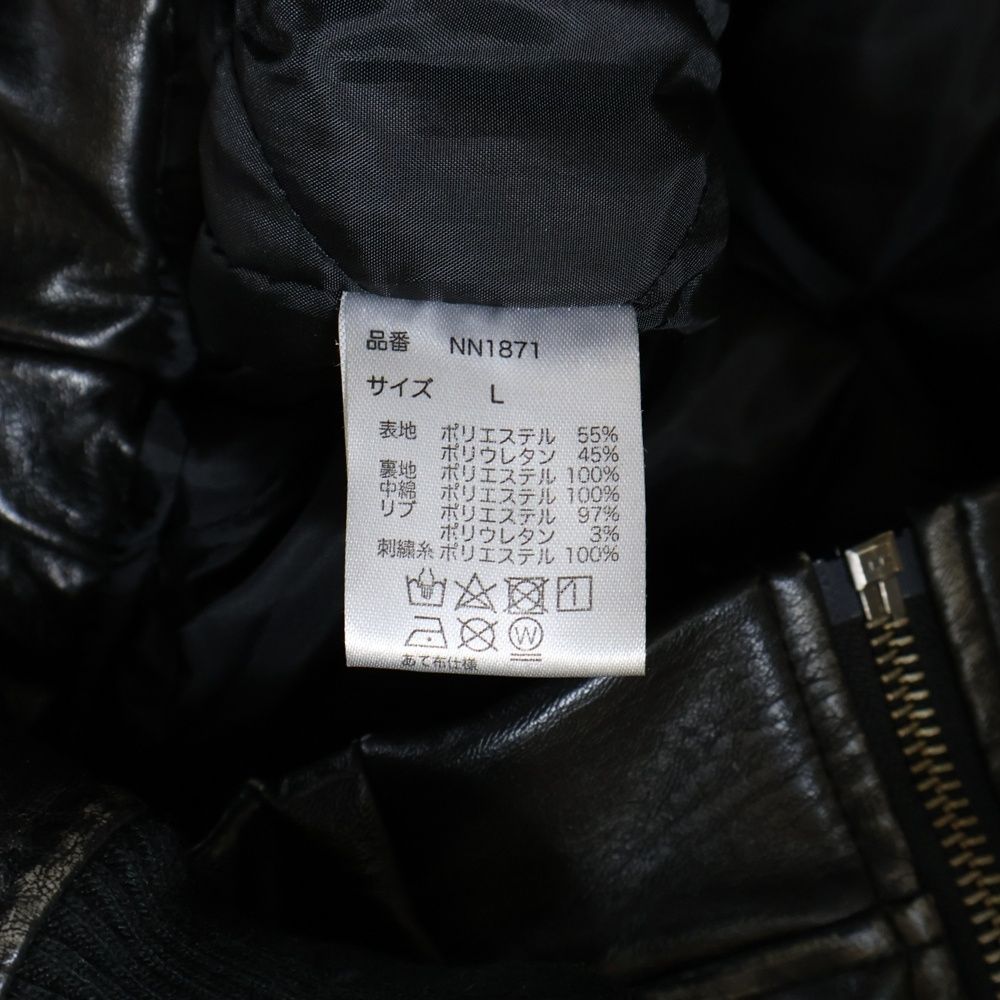 品番 NN1871
サイズ L
表地 ポリエステル 55%
ポリウレタン 45%
裏地 ポリエステル 100%
中綿 ポリエステル 100%
リブ ポリエステル 97%
ポリウレタン 3%
刺繍糸 ポリエステル 100%
W
あて布仕様